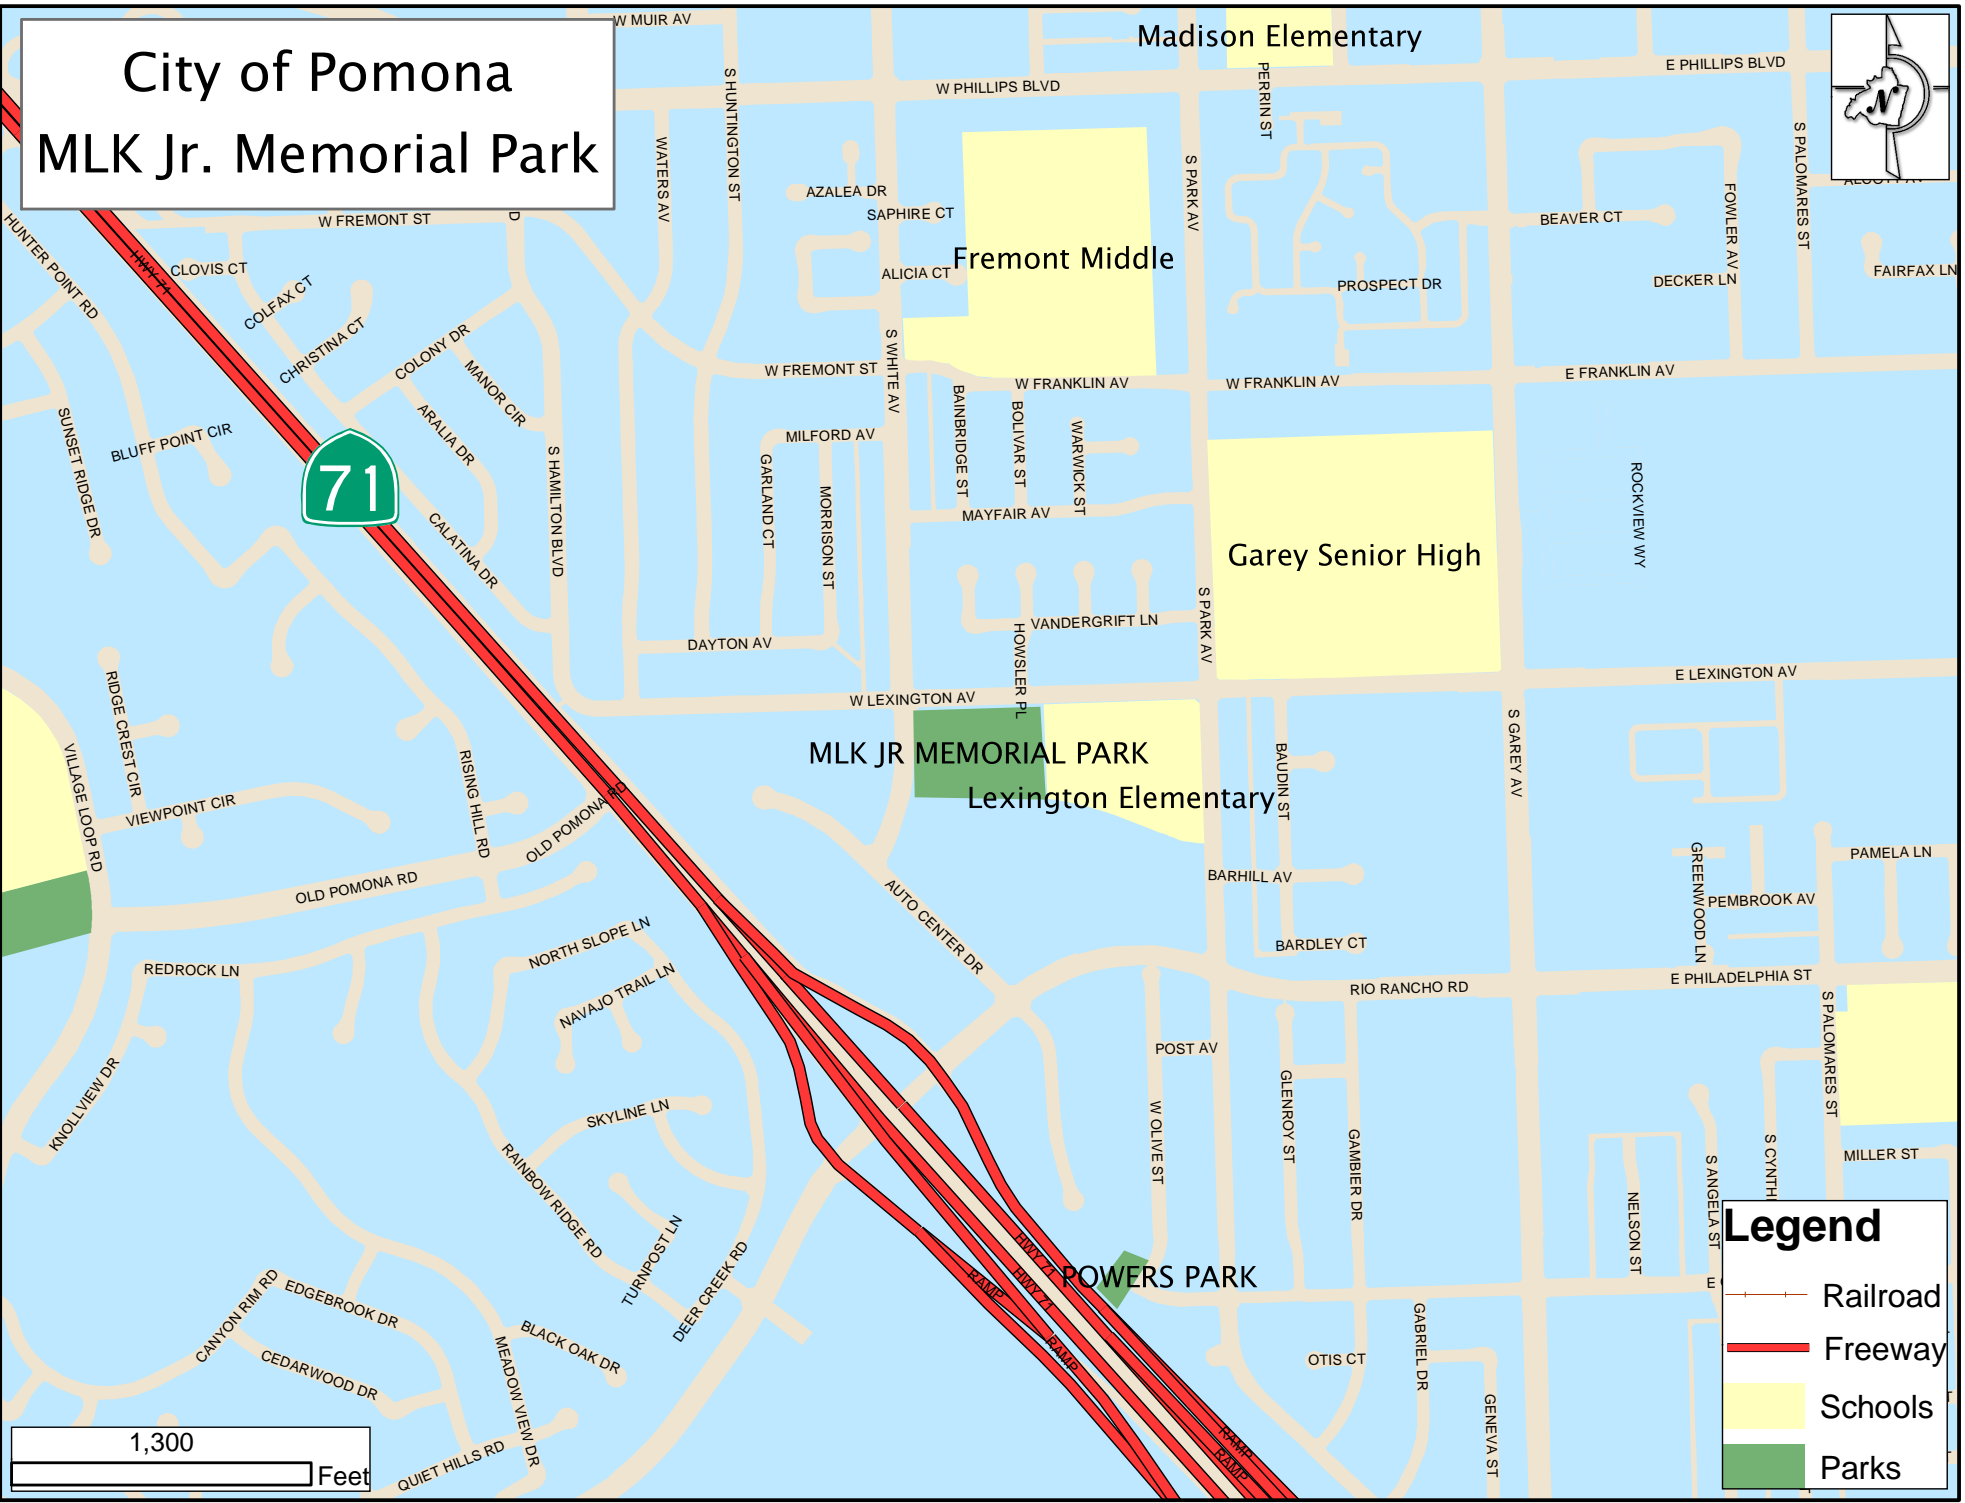 City of Pomona
MLK Jr. Memorial Park
W MUIR AV
Madison Elementary
E PHILLIPS BLVD
W PHILLIPS BLVD
N
S HUNTINGTON ST
PERRIN ST
WATERS AV
S PARK AV
S PALOMARES ST
AZALEA DR
SAPHIRE CT
FOWLER AV
W FREMONT ST
D
BEAVER CT
HUNTER POINT RD
HWY 71
CLOVIS CT
Fremont Middle
ALICIA CT
PROSPECT DR
DECKER LN
FAIRFAX LN
COLFAX CT
CHRISTINA CT
COLONY DR
MANOR CIR
S WHITE AV
W FREMONT ST
W FRANKLIN AV
W FRANKLIN AV
E FRANKLIN AV
SUNSET RIDGE DR
BLUFF POINT CIR
ARALIA DR
MILFORD AV
BAINBRIDGE ST
BOLIVAR ST
WARWICK ST
71
S HAMILTON BLVD
GARLAND CT
MORRISON ST
MAYFAIR AV
ROCKVIEW WY
CALATINA DR
Garey Senior High
S PARK AV
VANDERGRIFT LN
HOWSLER PL
DAYTON AV
W LEXINGTON AV
E LEXINGTON AV
RIDGE CREST CIR
VILLAGE LOOP RD
RISING HILL RD
MLK JR MEMORIAL PARK
BAUDIN ST
S GAREY AV
Lexington Elementary
VIEWPOINT CIR
OLD POMONA RD
OLD POMONA RD
AUTO CENTER DR
BARHILL AV
GREENWOOD LN
PAMELA LN
PEMBROOK AV
NORTH SLOPE LN
BARDLEY CT
REDROCK LN
NAVAJO TRAIL LN
RIO RANCHO RD
E PHILADELPHIA ST
S PALOMARES ST
KNOLLVIEW DR
POST AV
SKYLINE LN
GLENROY ST
W OLIVE ST
GAMBIER DR
RAINBOW RIDGE RD
S ANGELA ST
S CYNTHI
MILLER ST
NELSON ST
TURNPOST LN
DEER CREEK RD
HWY 71
HWY 71
RAMP
RAMP
POWERS PARK
E
CANYON RIM RD
EDGEBROOK DR
CEDARWOOD DR
MEADOW VIEW DR
BLACK OAK DR
GABRIEL DR
OTIS CT
GENEVA ST
QUIET HILLS RD
RAMP
RAMP
Legend
Railroad
Freeway
Schools
Parks
1,300
Feet